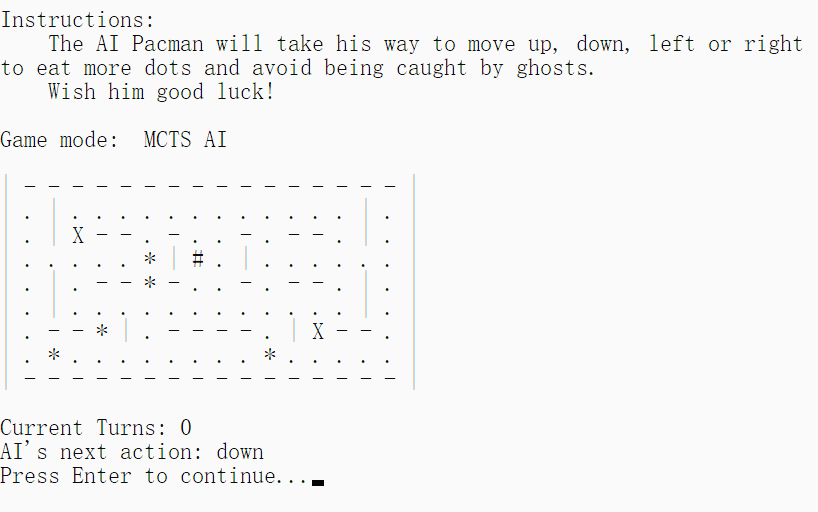 Instructions:
The AI Pacman will take his way to move up, down, left or right
to eat more dots and avoid being caught by ghosts.
Wish him good luck!
Game mode:  MCTS AI
| - - - - - - - - - - - - - - - - |
| . | . . . . . . . . . . . . | . |
| . | X - - . - . . - . - - . | . |
| . . . . . * | # . | . . . . . . |
| . | . - - * - . . - . - - . | . |
| . | . . . . . . . . . . . . | . |
| . - - * | . - - - - . | X - - . |
| . * . . . . . . . . * . . . . . |
| - - - - - - - - - - - - - - - - |
Current Turns: 0
AI's next action: down
Press Enter to continue...